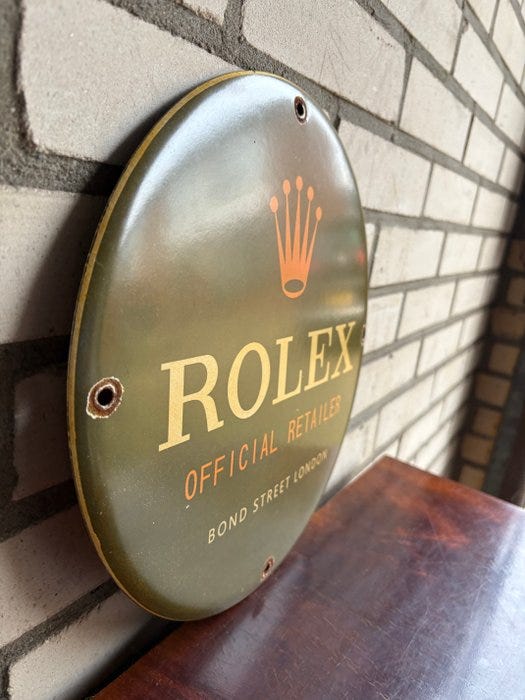 ROLEX
OFFICIAL RETAILER
BOND STREET LONDON